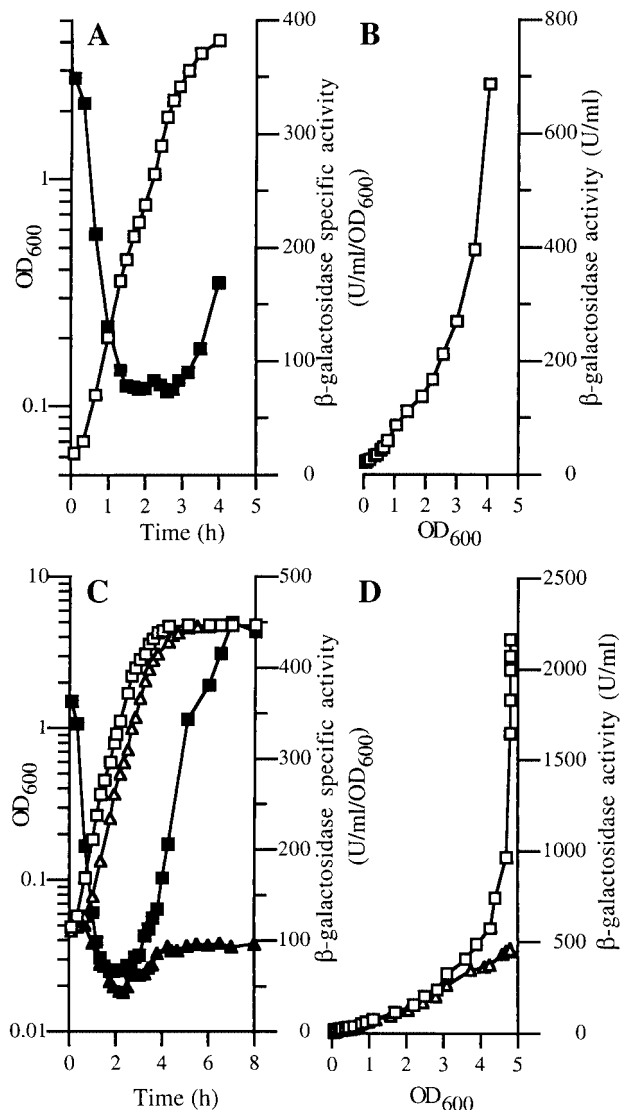 A
B
400
300
200
100
0
1
0.1
OD600
β-galactosidase specific activity
(U/ml/OD600)
0 1 2 3 4 5
Time (h)
800
600
400
200
0
β-galactosidase activity (U/ml)
0 1 2 3 4 5
OD600
C
D
10
1
0.1
0.01
OD600
500
400
300
200
100
0
β-galactosidase specific activity
(U/ml/OD600)
0 2 4 6 8
Time (h)
2500
2000
1500
1000
500
0
β-galactosidase activity (U/ml)
0 1 2 3 4 5
OD600